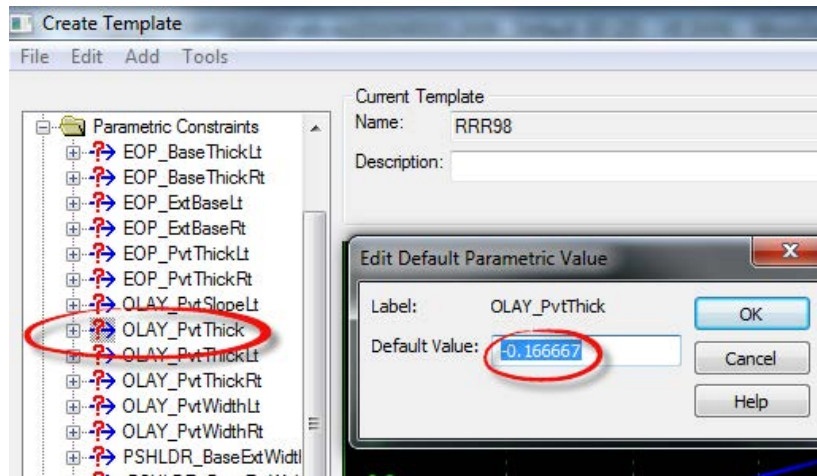 Create Template
File Edit Add Tools
Parametric Constraints
EOP_BaseThickLt
EOP_BaseThickRt
EOP_ExtBaseLt
EOP_ExtBaseRt
EOP_PvtThickLt
EOP_PvtThickRt
OLAY_PvtSlopeLt
OLAY_PvtThick
OLAY_PvtThickLt
OLAY_PvtThickRt
OLAY_PvtWidthLt
OLAY_PvtWidthRt
PSHLDR_BaseExtWidtl
Current Template
Name: RRR98
Description:
Edit Default Parametric Value
X
Label: OLAY_PvtThick
Default Value: -0.166667
OK
Cancel
Help